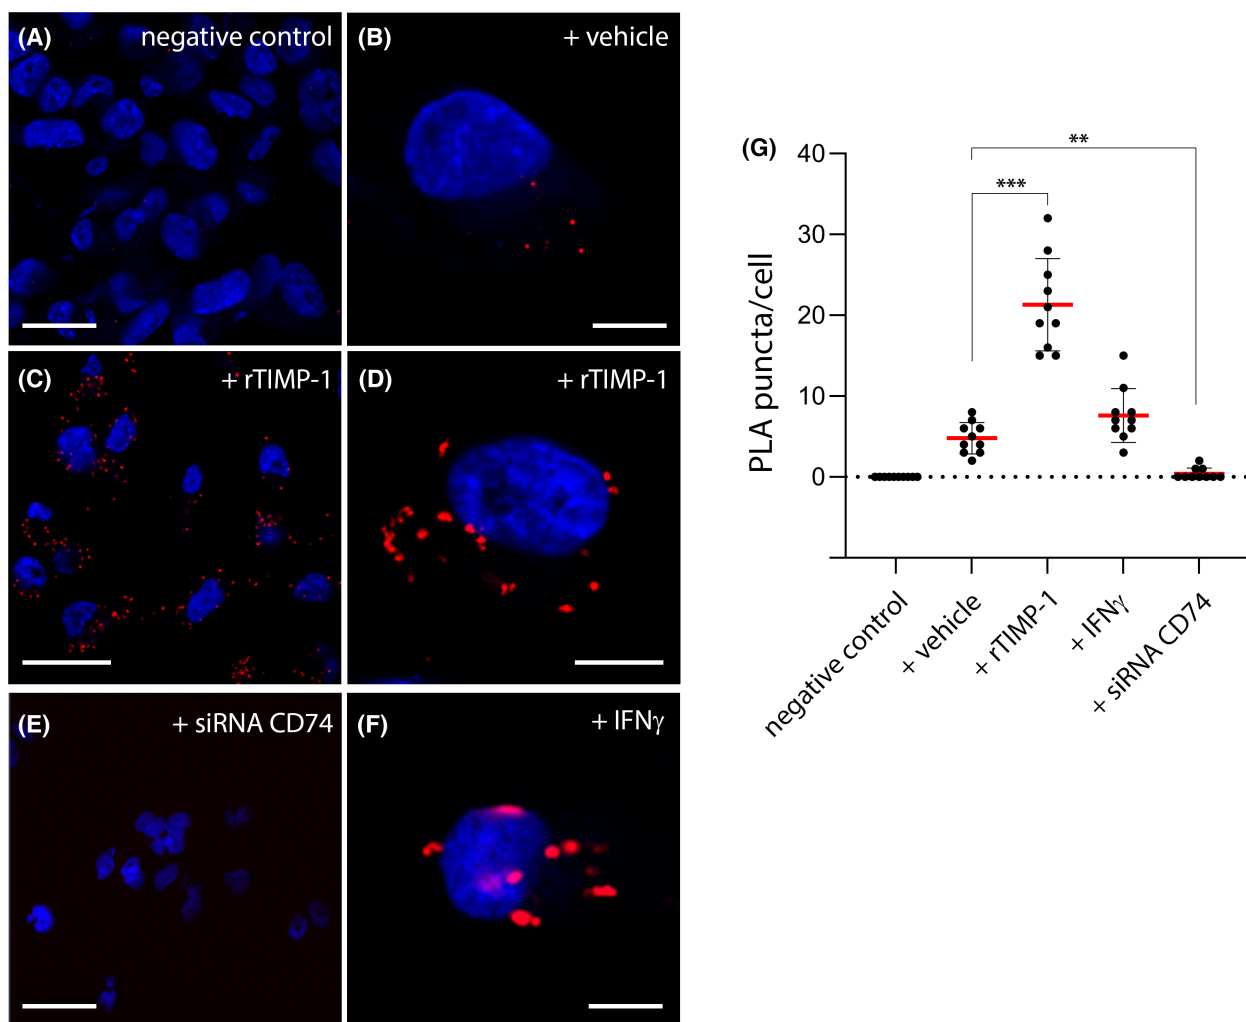 (A) negative control
(B) + vehicle
(C) + rTIMP-1
(D) + rTIMP-1
(E) + siRNA CD74
(F) + IFNγ
(G)
**
***
PLA puncta/cell
40
30
20
10
0
negative control
+ vehicle
+ rTIMP-1
+ IFNγ
+ siRNA CD74